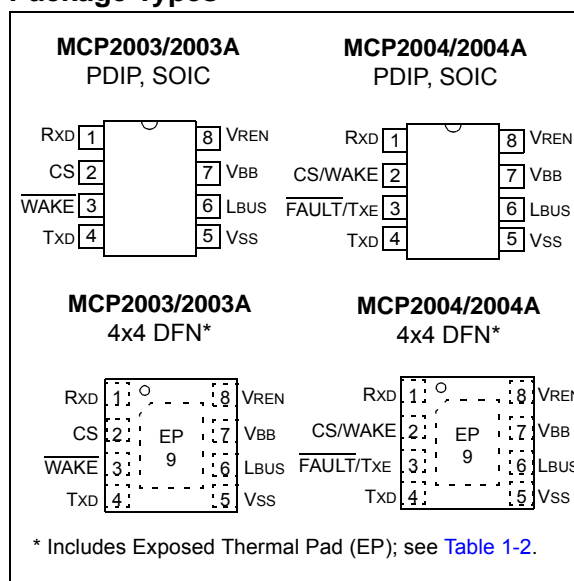 Package Types
MCP2003/2003A
PDIP, SOIC
RXD 1
CS 2
WAKE 3
TXD 4
8 VREN
7 VBB
6 LBUS
5 VSS
MCP2004/2004A
PDIP, SOIC
RXD 1
CS/WAKE 2
FAULT/TXE 3
TXD 4
8 VREN
7 VBB
6 LBUS
5 VSS
MCP2003/2003A
4x4 DFN*
RXD 1
CS 2
WAKE 3
TXD 4
EP
9
8 VREN
7 VBB
6 LBUS
5 VSS
MCP2004/2004A
4x4 DFN*
RXD 1
CS/WAKE 2
FAULT/TXE 3
TXD 4
EP
9
8 VREN
7 VBB
6 LBUS
5 VSS
* Includes Exposed Thermal Pad (EP); see Table 1-2.